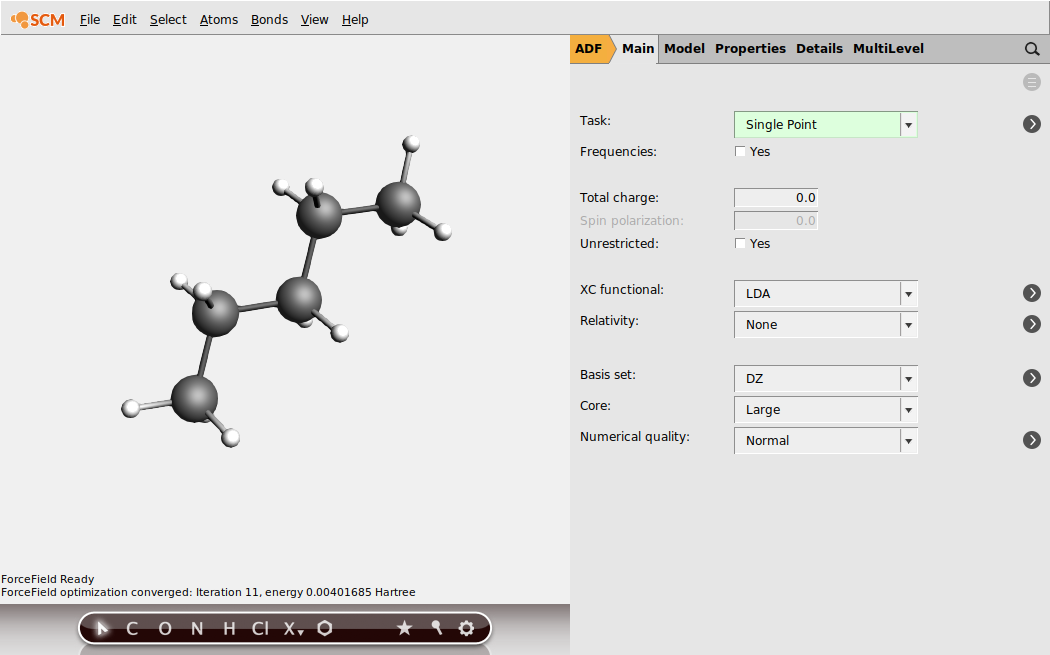 SCM File Edit Select Atoms Bonds View Help
ADF Main Model Properties Details MultiLevel
Task: Single Point
Frequencies: Yes
Total charge: 0.0
Spin polarization: 0.0
Unrestricted: Yes
XC functional: LDA
Relativity: None
Basis set: DZ
Core: Large
Numerical quality: Normal
ForceField Ready
ForceField optimization converged: Iteration 11, energy 0.00401685 Hartree
C O N H Cl X